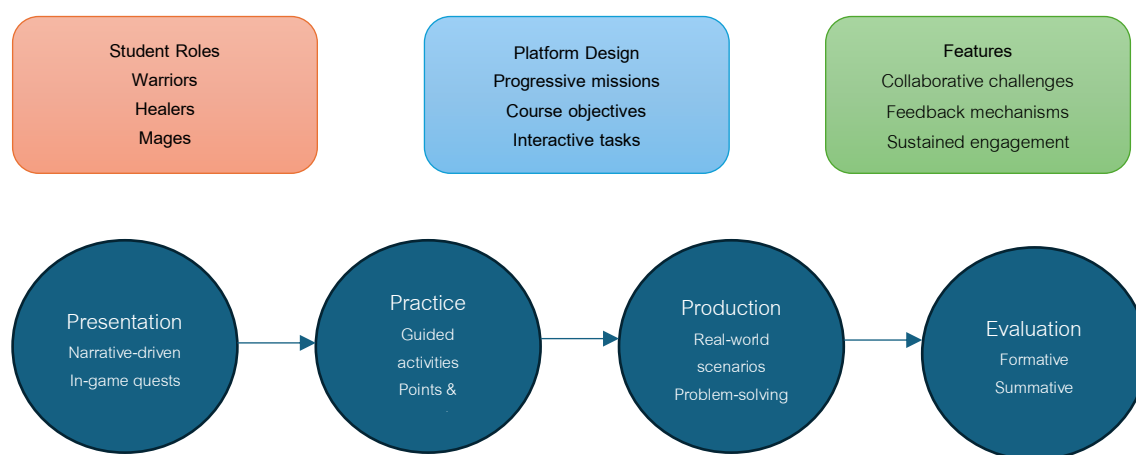 Student Roles
Warriors
Healers
Mages
Platform Design
Progressive missions
Course objectives
Interactive tasks
Features
Collaborative challenges
Feedback mechanisms
Sustained engagement
Presentation
Narrative-driven
In-game quests
Practice
Guided
activities
Points &
Production
Real-world
scenarios
Problem-solving
Evaluation
Formative
Summative